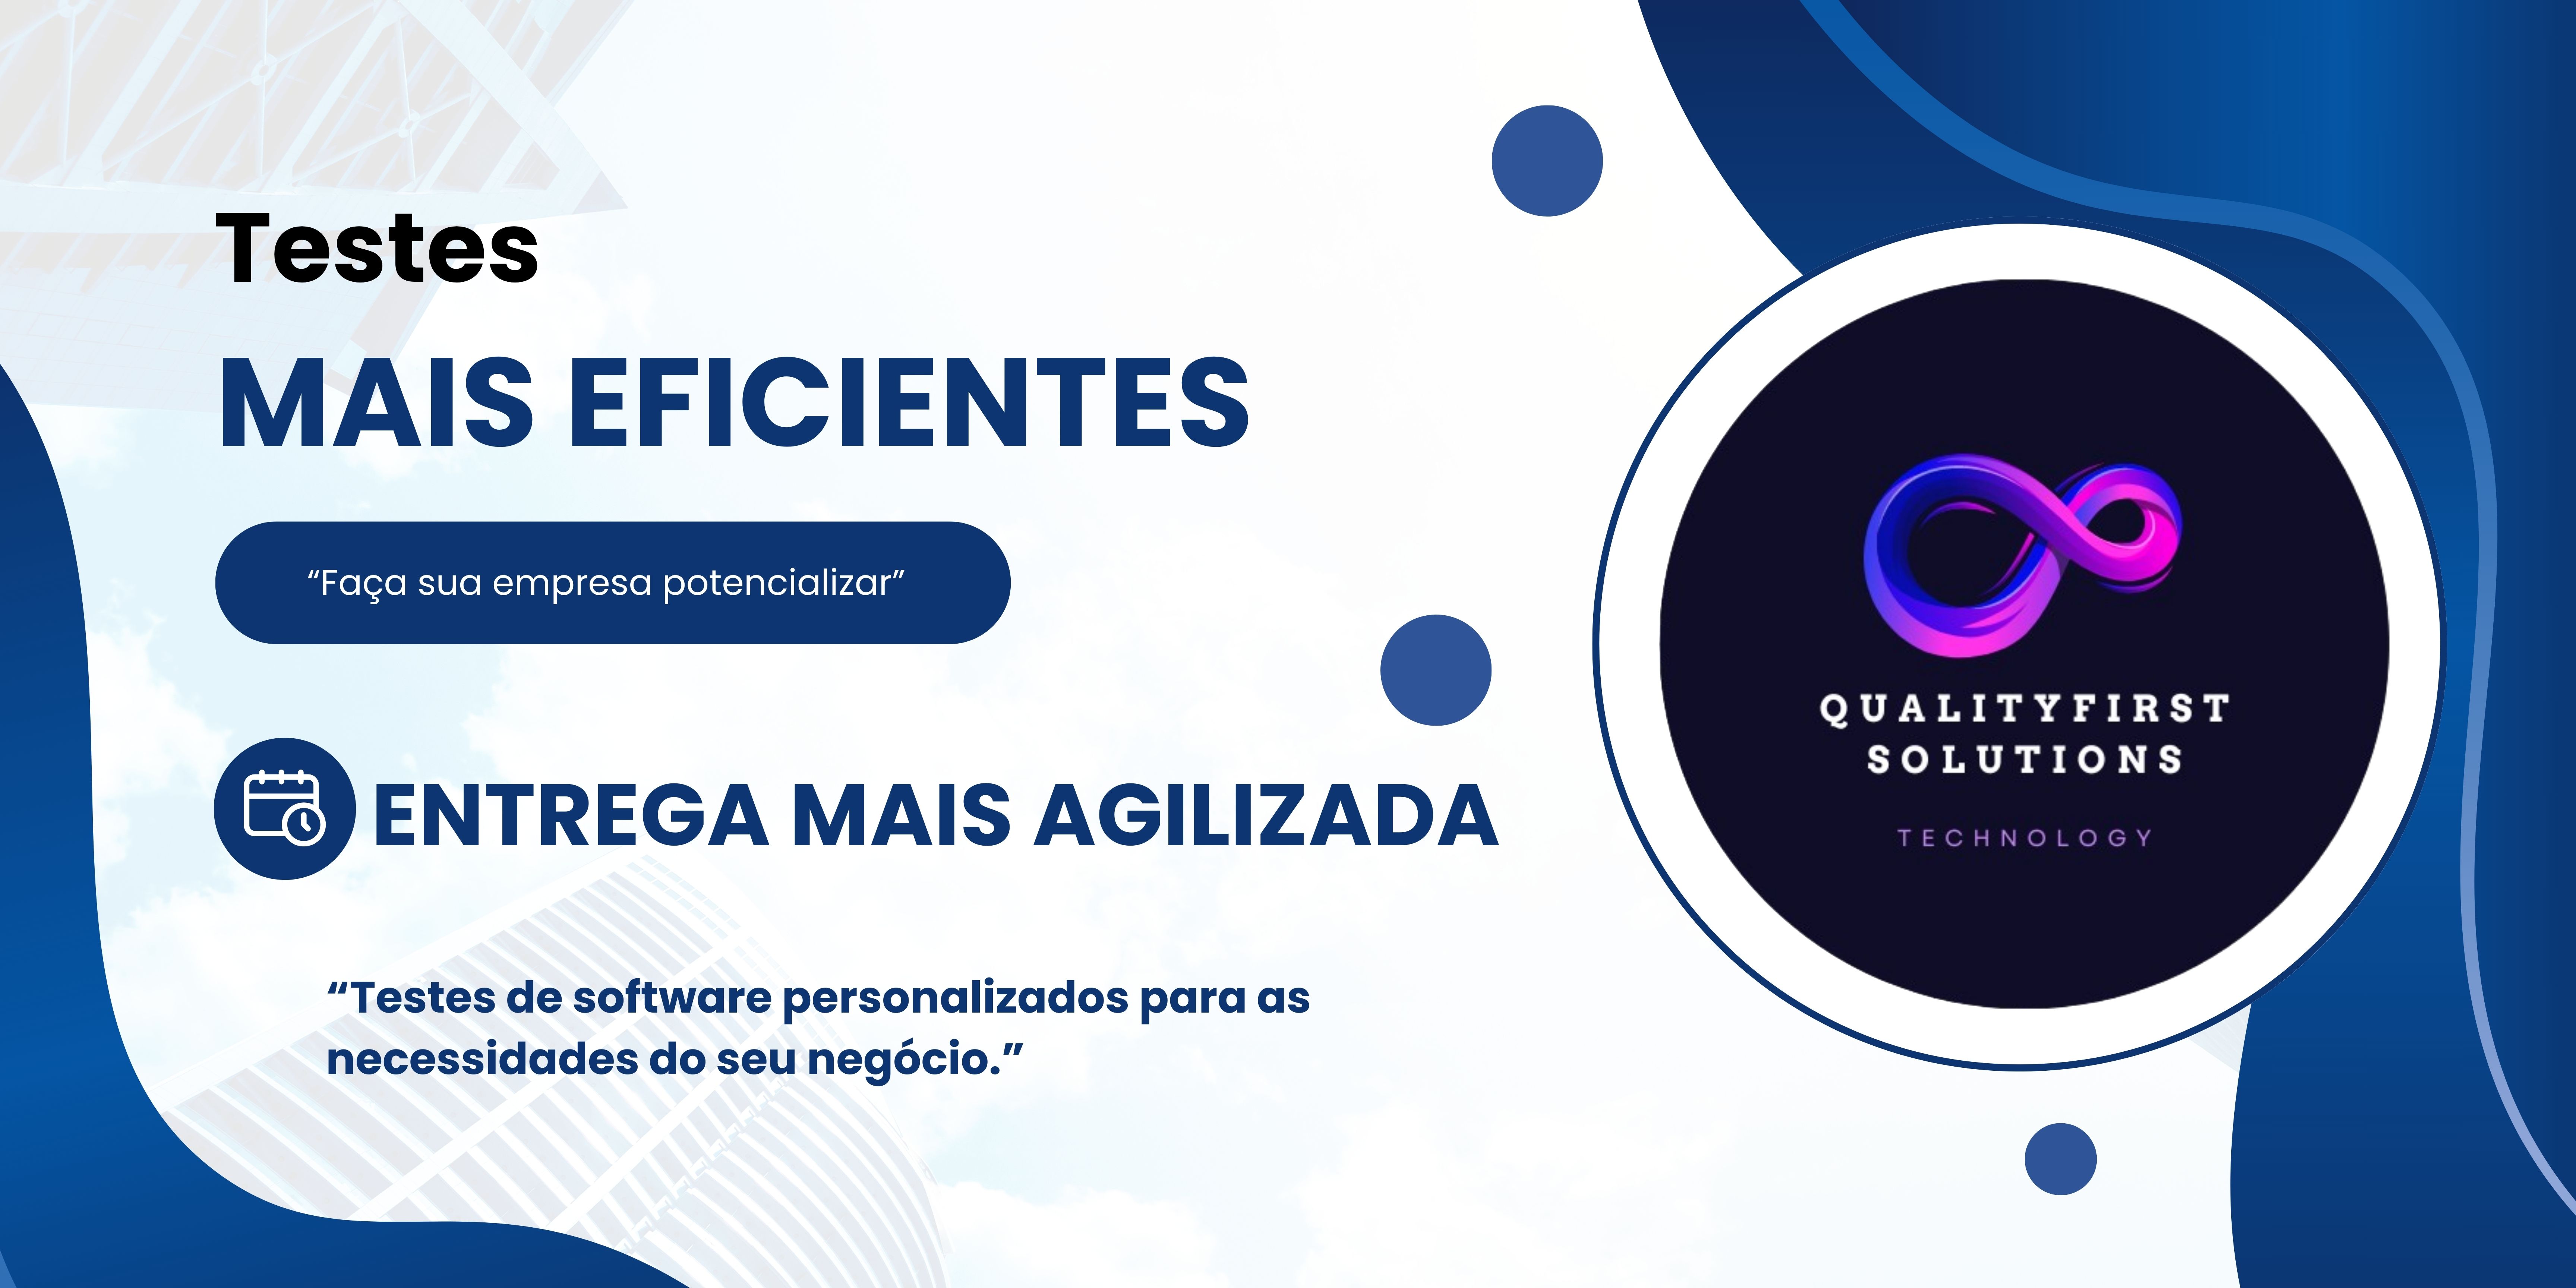 Testes
MAIS EFICIENTES
“Faça sua empresa potencializar”
ENTREGA MAIS AGILIZADA
“Testes de software personalizados para as
necessidades do seu negócio.”
QUALITYFIRST
SOLUTIONS
TECHNOLOGY